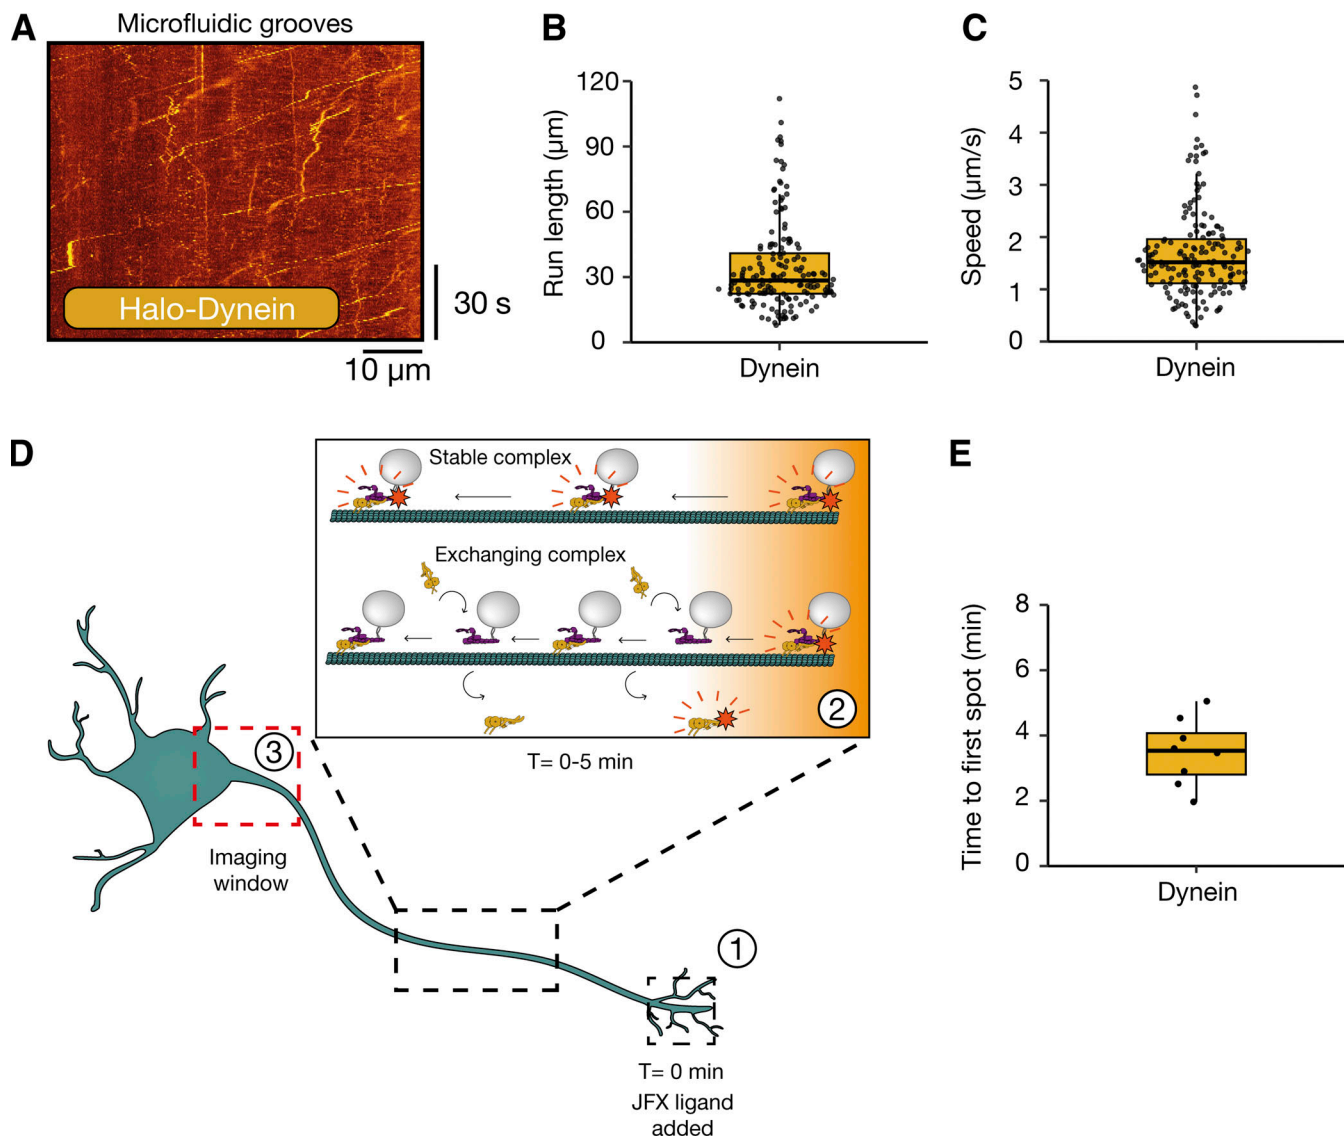 A
Microfluidic grooves
Halo-Dynein
30 s
10 µm
B
Run length (µm)
120
90
60
30
0
Dynein
C
Speed (µm/s)
5
4
3
2
1
0
Dynein
D
Stable complex
Exchanging complex
2
T= 0-5 min
3
Imaging
window
1
T= 0 min
JFX ligand
added
E
Time to first spot (min)
8
6
4
2
0
Dynein